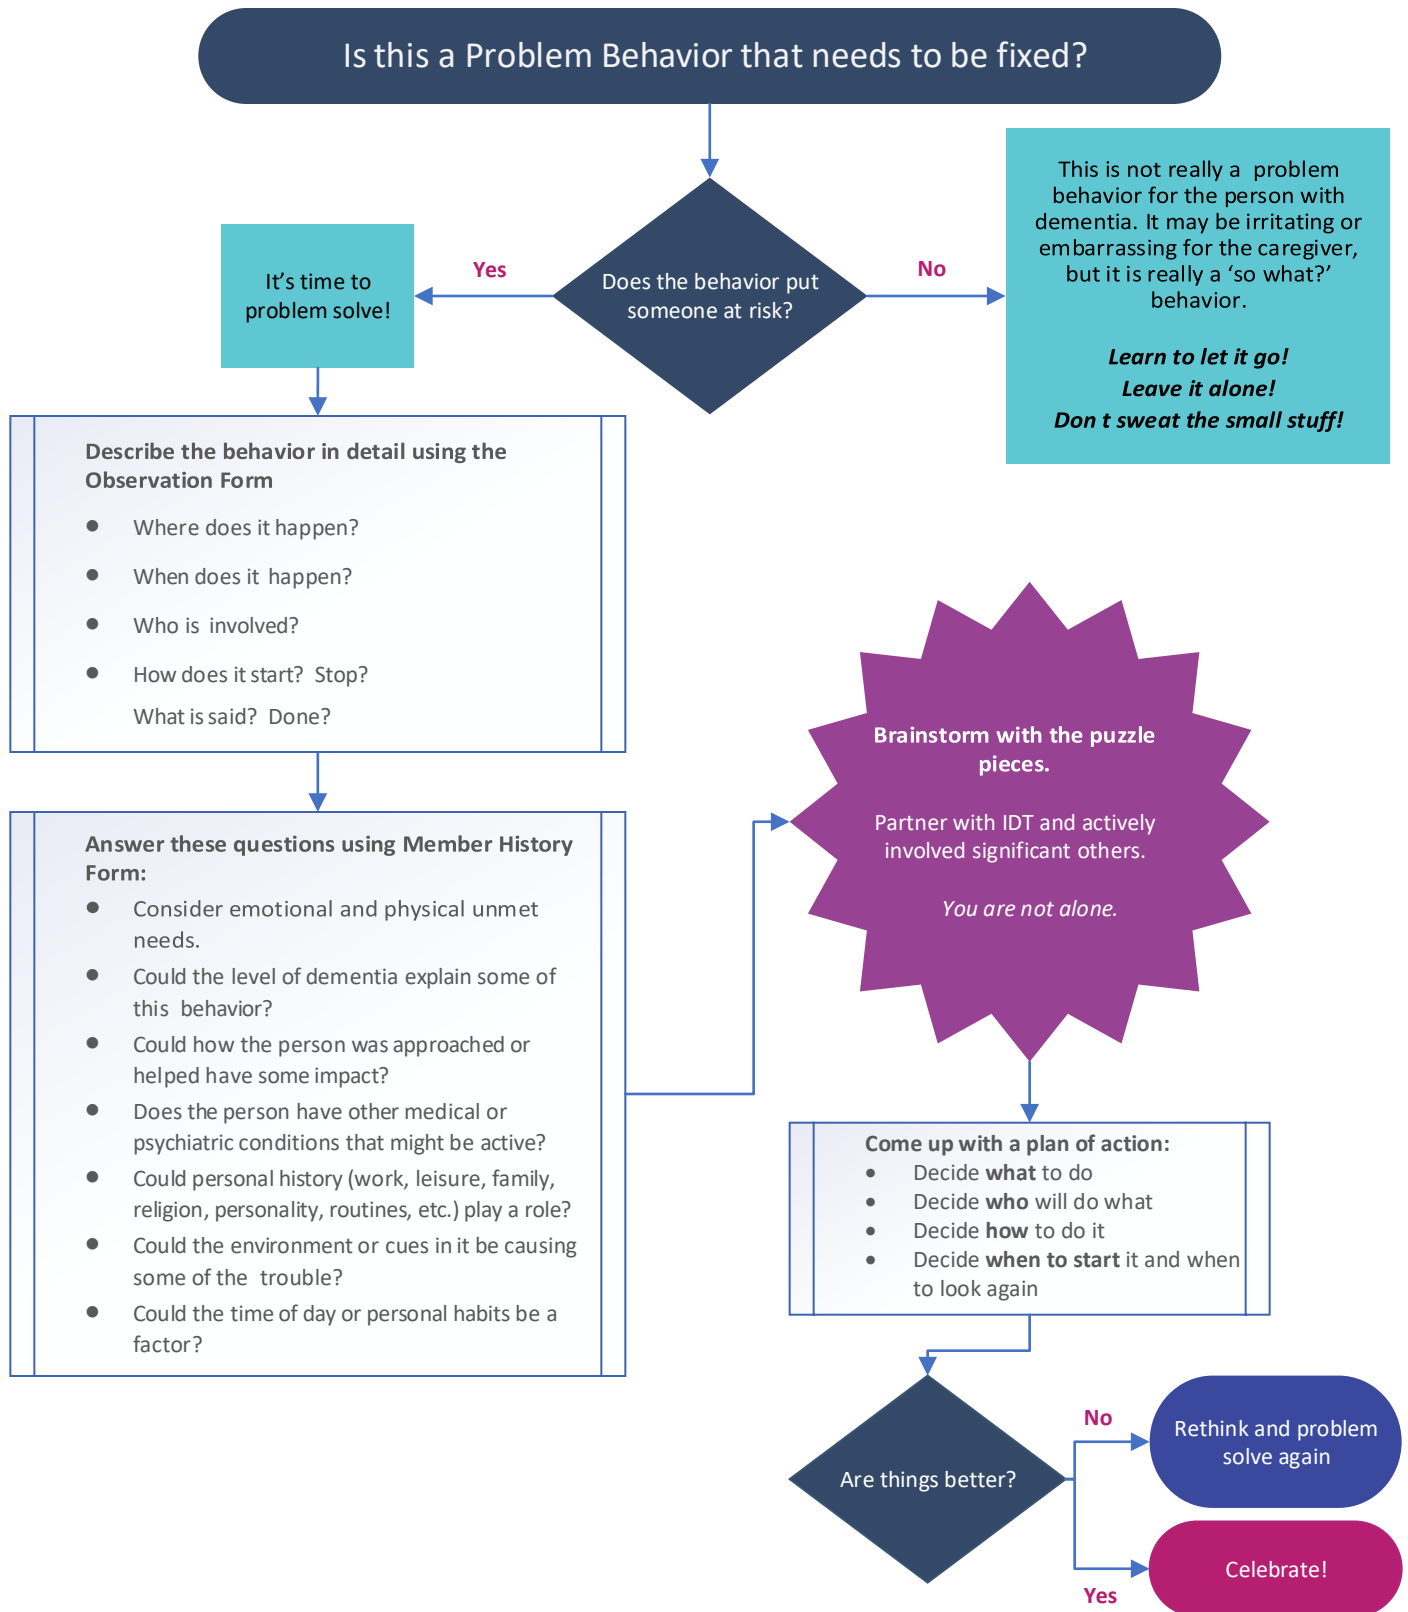 Is this a Problem Behavior that needs to be fixed?
Does the behavior put
someone at risk?
Yes
No
It’s time to
problem solve!
This is not really a problem
behavior for the person with
dementia. It may be irritating or
embarrassing for the caregiver,
but it is really a ‘so what?’
behavior.
Learn to let it go!
Leave it alone!
Don t sweat the small stuff!
Describe the behavior in detail using the
Observation Form
● Where does it happen?
● When does it happen?
● Who is involved?
● How does it start? Stop?
What is said? Done?
Answer these questions using Member History
Form:
● Consider emotional and physical unmet
needs.
● Could the level of dementia explain some of
this behavior?
● Could how the person was approached or
helped have some impact?
● Does the person have other medical or
psychiatric conditions that might be active?
● Could personal history (work, leisure, family,
religion, personality, routines, etc.) play a role?
● Could the environment or cues in it be causing
some of the trouble?
● Could the time of day or personal habits be a
factor?
Brainstorm with the puzzle
pieces.
Partner with IDT and actively
involved significant others.
You are not alone.
Come up with a plan of action:
● Decide what to do
● Decide who will do what
● Decide how to do it
● Decide when to start it and when
to look again
Are things better?
No
Rethink and problem
solve again
Yes
Celebrate!